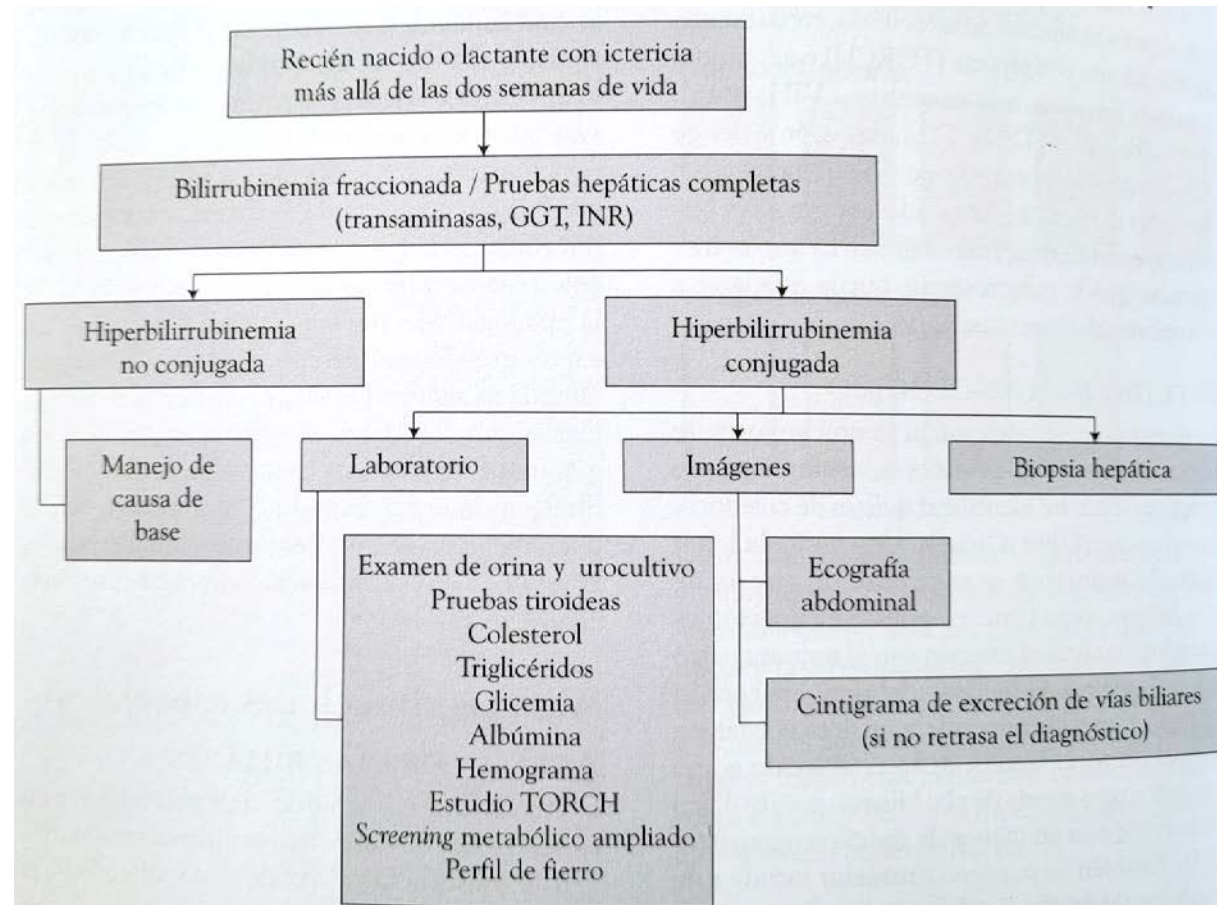 Recién nacido o lactante con ictericia
más allá de las dos semanas de vida
Bilirrubinemia fraccionada / Pruebas hepáticas completas
(transaminasas, GGT, INR)
Hiperbilirrubinemia
no conjugada
Hiperbilirrubinemia
conjugada
Manejo de
causa de
base
Laboratorio
Imágenes
Biopsia hepática
Examen de orina y urocultivo
Pruebas tiroideas
Colesterol
Triglicéridos
Glicemia
Albúmina
Hemograma
Estudio TORCH
Screening metabólico ampliado
Perfil de fierro
Ecografía
abdominal
Cintigrama de excreción de vías biliares
(si no retrasa el diagnóstico)